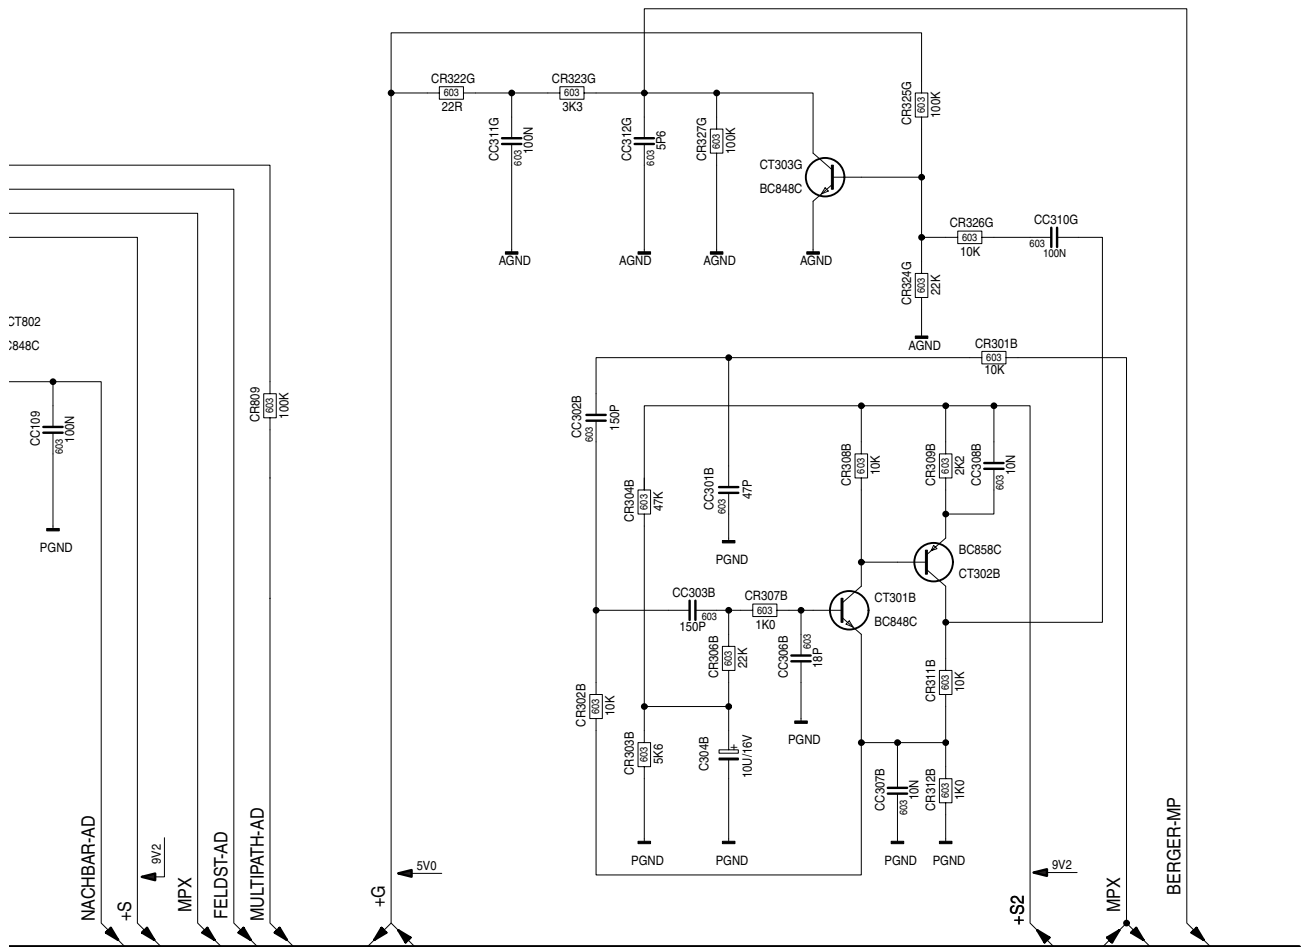 CR322G
603
22R
CR323G
603
3K3
CC311G
603
100N
CC312G
603
5P6
CR327G
603
100K
CT303G
BC848C
CR325G
603
100K
CR326G
603
10K
CC310G
603
100N
CR324G
603
22K
AGND
AGND
AGND
AGND
AGND
CT802
C848C
CC109
603
100N
PGND
CR809
603
100K
CR301B
603
10K
CC302B
603
150P
CR304B
603
47K
CC301B
603
47P
PGND
CR308B
603
10K
CR309B
603
2K2
CC308B
603
10N
BC858C
CT302B
CC303B
603
150P
CR307B
603
1K0
CT301B
BC848C
CR306B
603
22K
CC306B
603
18P
PGND
CR302B
603
10K
CR303B
603
5K6
C304B
+
10U/16V
CR311B
603
10K
CC307B
603
10N
CR312B
603
1K0
PGND
PGND
PGND
PGND
NACHBAR-AD
+S
9V2
MPX
FELDST-AD
MULTIPATH-AD
+G
5V0
+S2
9V2
MPX
BERGER-MP